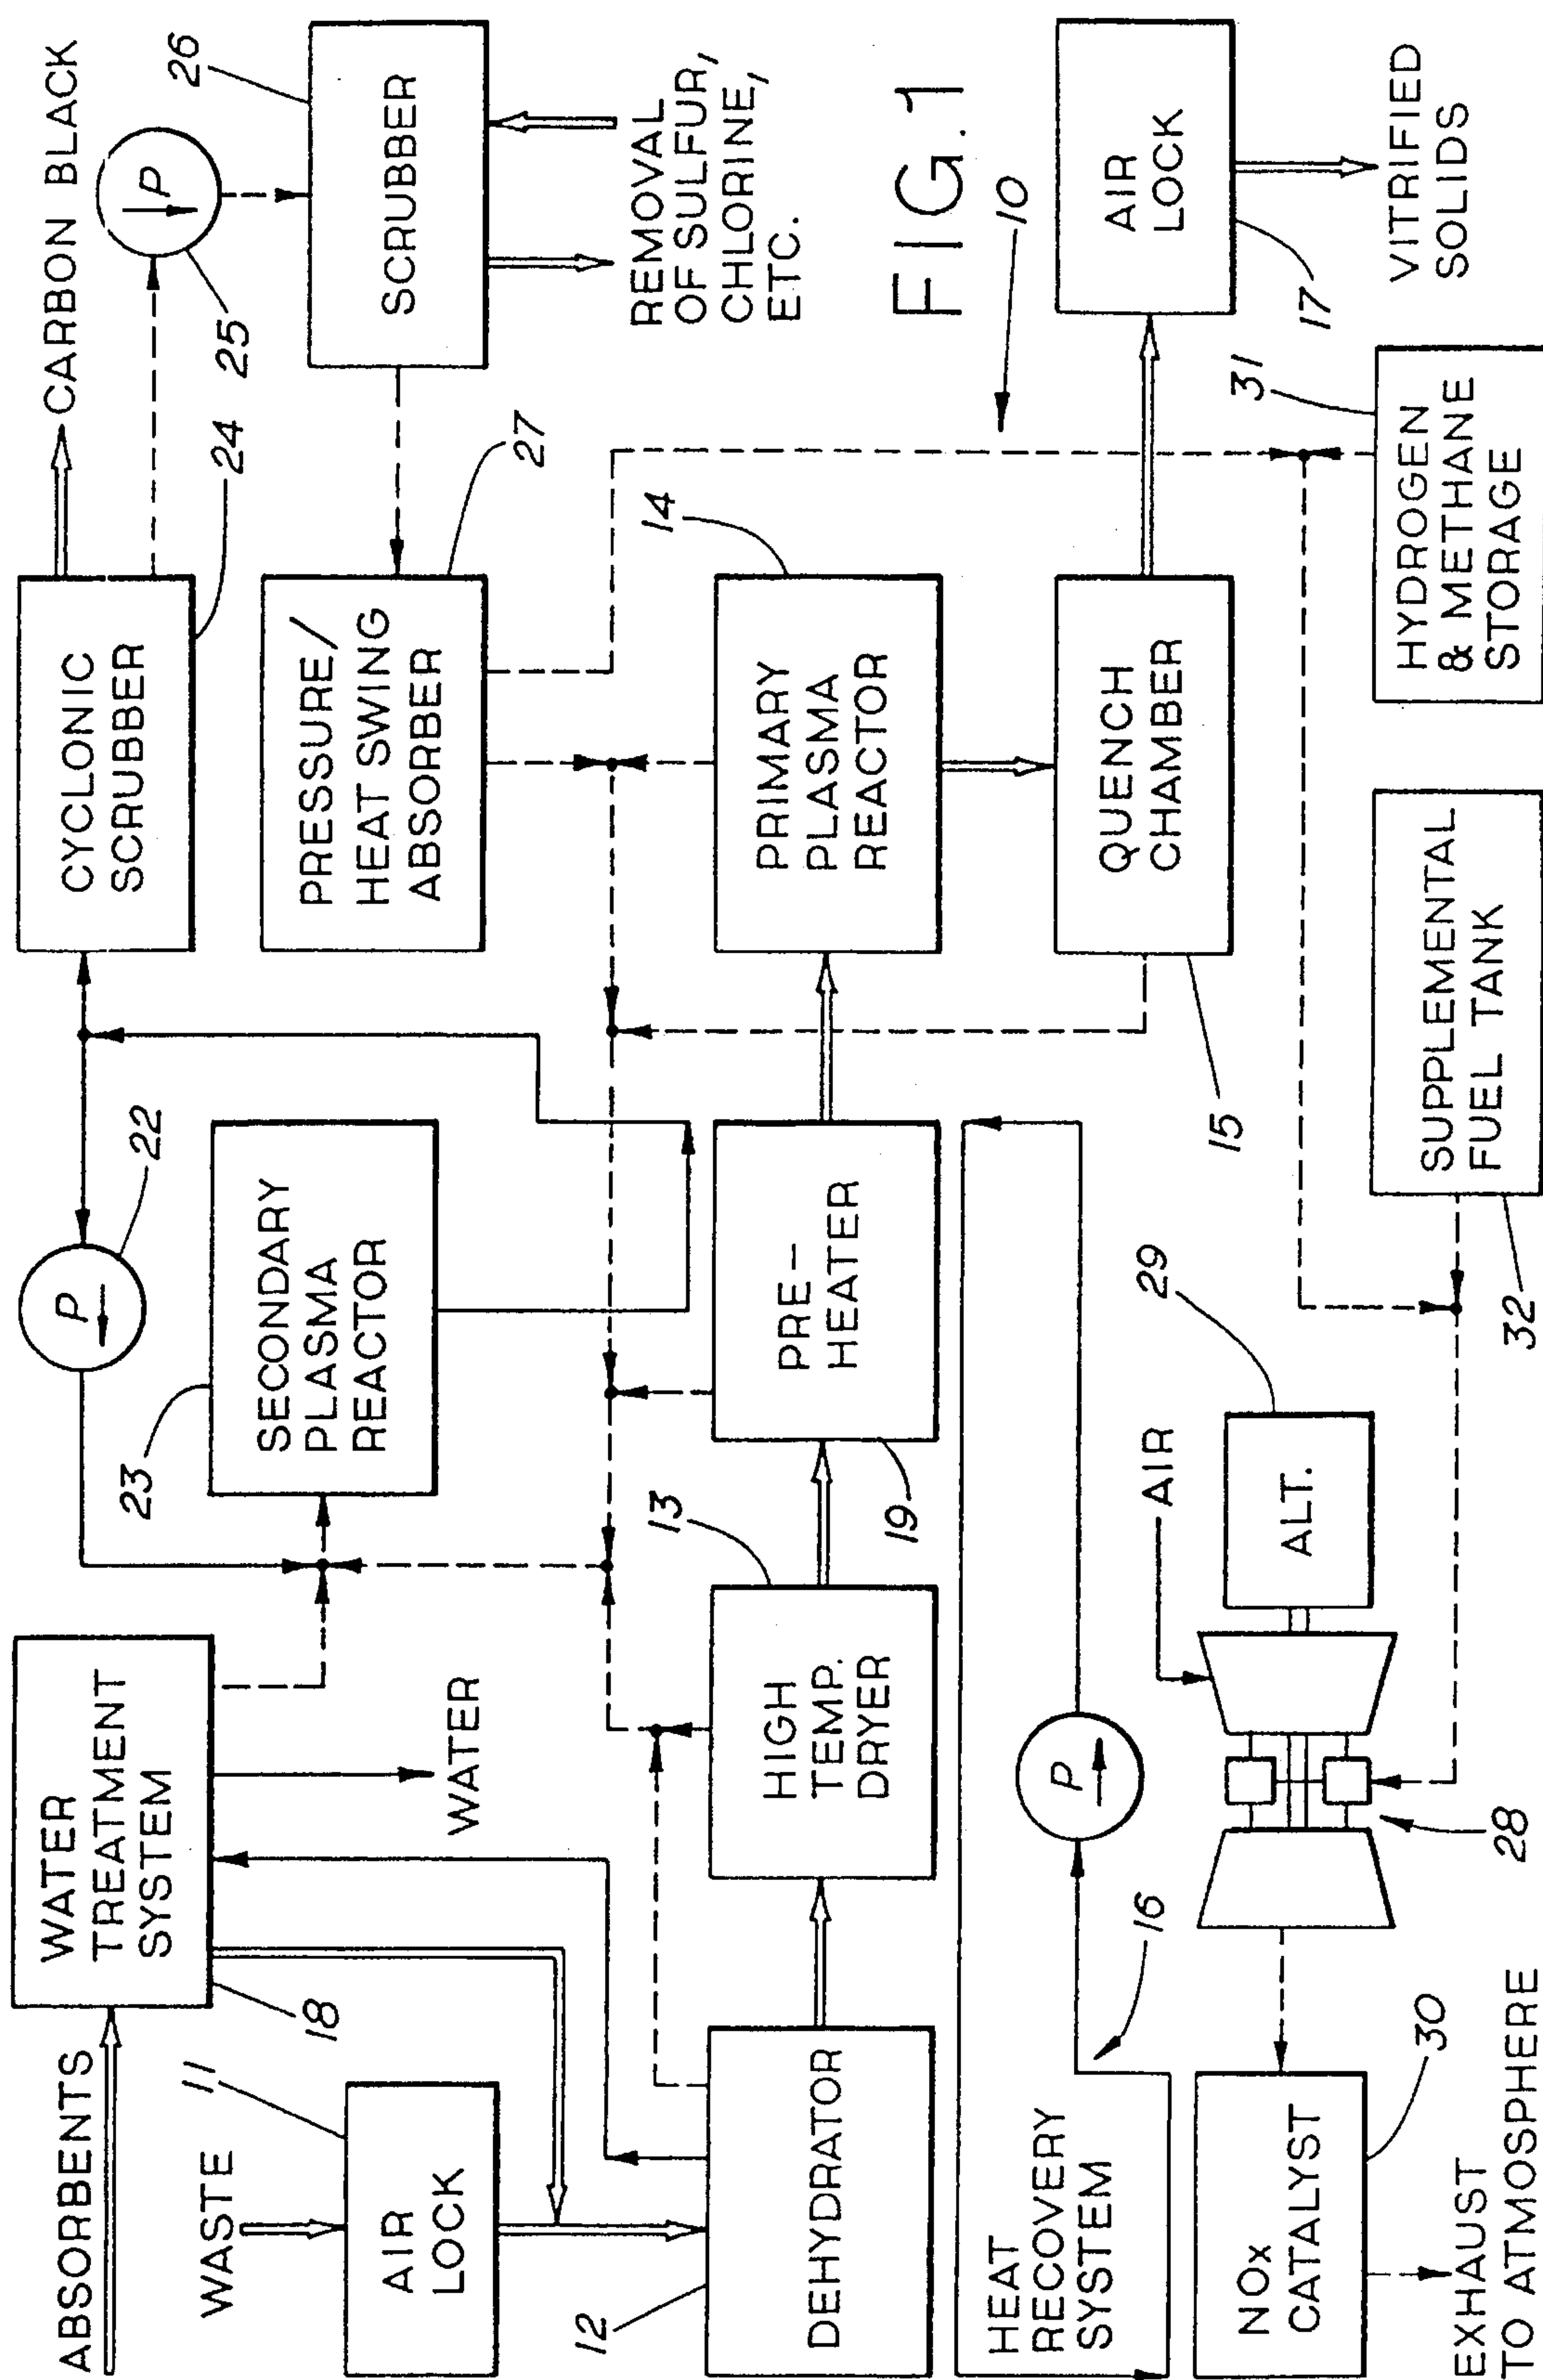 ABSORBENTS
WATER
TREATMENT
SYSTEM
18
WATER
WASTE
11
AIR
LOCK
12
DEHYDRATOR
HIGH
TEMP.
DRYER
13
PRE-
HEATER
19
P
22
SECONDARY
PLASMA
REACTOR
23
CYCLONIC
SCRUBBER
24
CARBON BLACK
P
25
SCRUBBER
26
REMOVAL
OF SULFUR,
CHLORINE,
ETC.
PRESSURE/
HEAT SWING
ABSORBER
27
PRIMARY
PLASMA
REACTOR
14
QUENCH
CHAMBER
15
FIG.1
10
AIR
LOCK
17
VITRIFIED
SOLIDS
HEAT
RECOVERY
SYSTEM
16
P
AIR
ALT.
29
28
NOx
CATALYST
30
EXHAUST
TO ATMOSPHERE
SUPPLEMENTAL
FUEL TANK
32
HYDROGEN
& METHANE
STORAGE
31